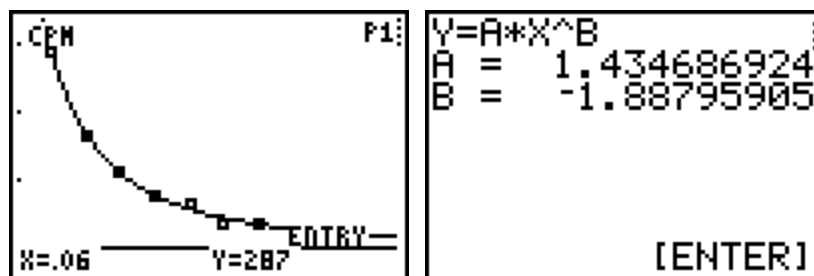 CPM P1
ENTRY
X=.06 Y=287
Y=A*X^B
A = 1.434686924
B = -1.88795905
[ENTER]